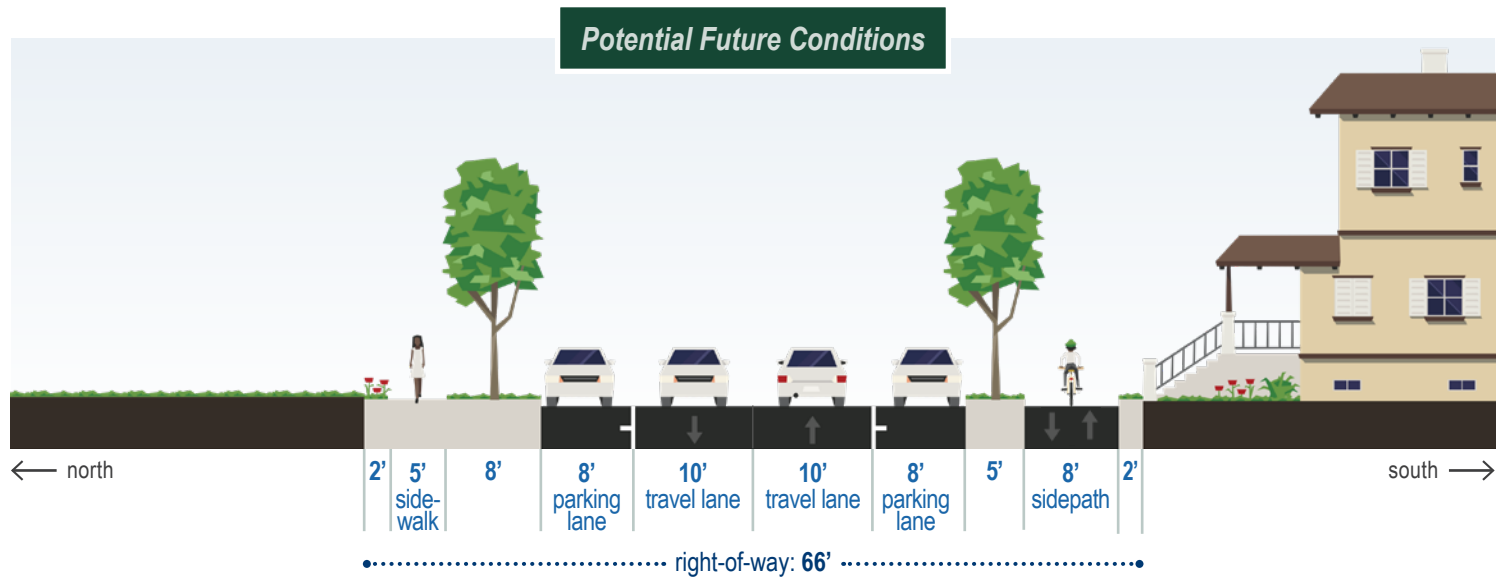 Potential Future Conditions
← north
south →
2’
5’
side-
walk
8’
8’
parking
lane
10’
travel lane
10’
travel lane
8’
parking
lane
5’
8’
sidepath
2’
right-of-way: 66’